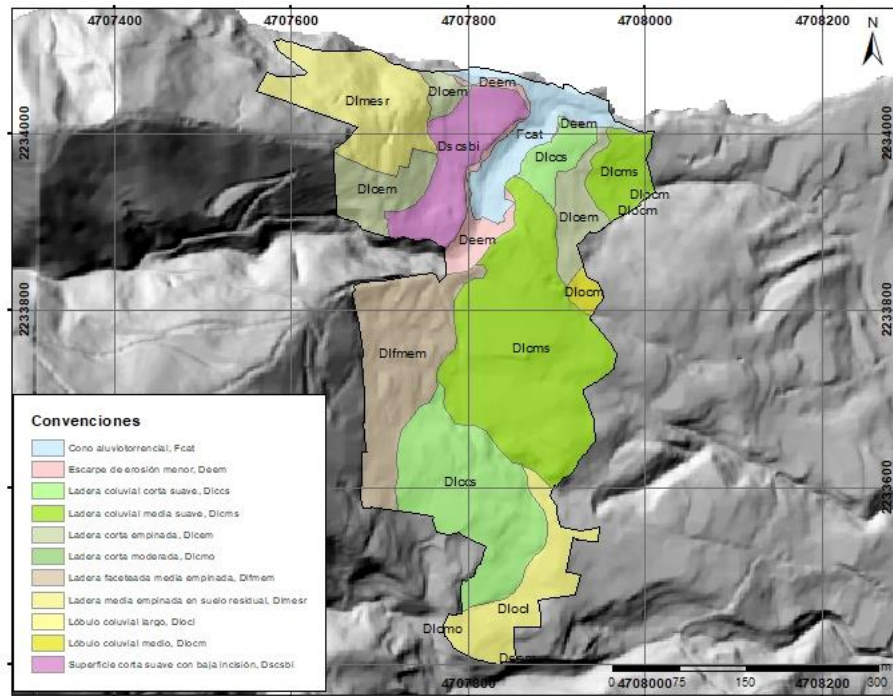 4707400 4707600 4707800 4708000 4708200
N
2234000
2234000
Dlmesr
Dlcem
Deem
Deem
Fcat
Dscsbi
Dlccs
Dlcms
Dlcem
Dlocm
Dlocm
Dlcem
Deem
Dlocm
2233800
2233800
Dlfmem
Dlcms
Convenciones
Cono aluviotorrencial, Fcat
Escarpe de erosión menor, Deem
Ladera coluvial corta suave, Dlccs
Ladera coluvial media suave, Dlcms
Ladera corta empinada, Dlcem
Ladera corta moderada, Dlcmo
Ladera faceteada media empinada, Dlfmem
Ladera media empinada en suelo residual, Dlmesr
Lóbulo coluvial largo, Dlocl
Lóbulo coluvial medio, Dlocm
Superficie corta suave con baja incisión, Dscsbi
Dlccs
2233600
Dlocl
Dlcmo
m
0 75 150 300
4707800 4708000 4708200